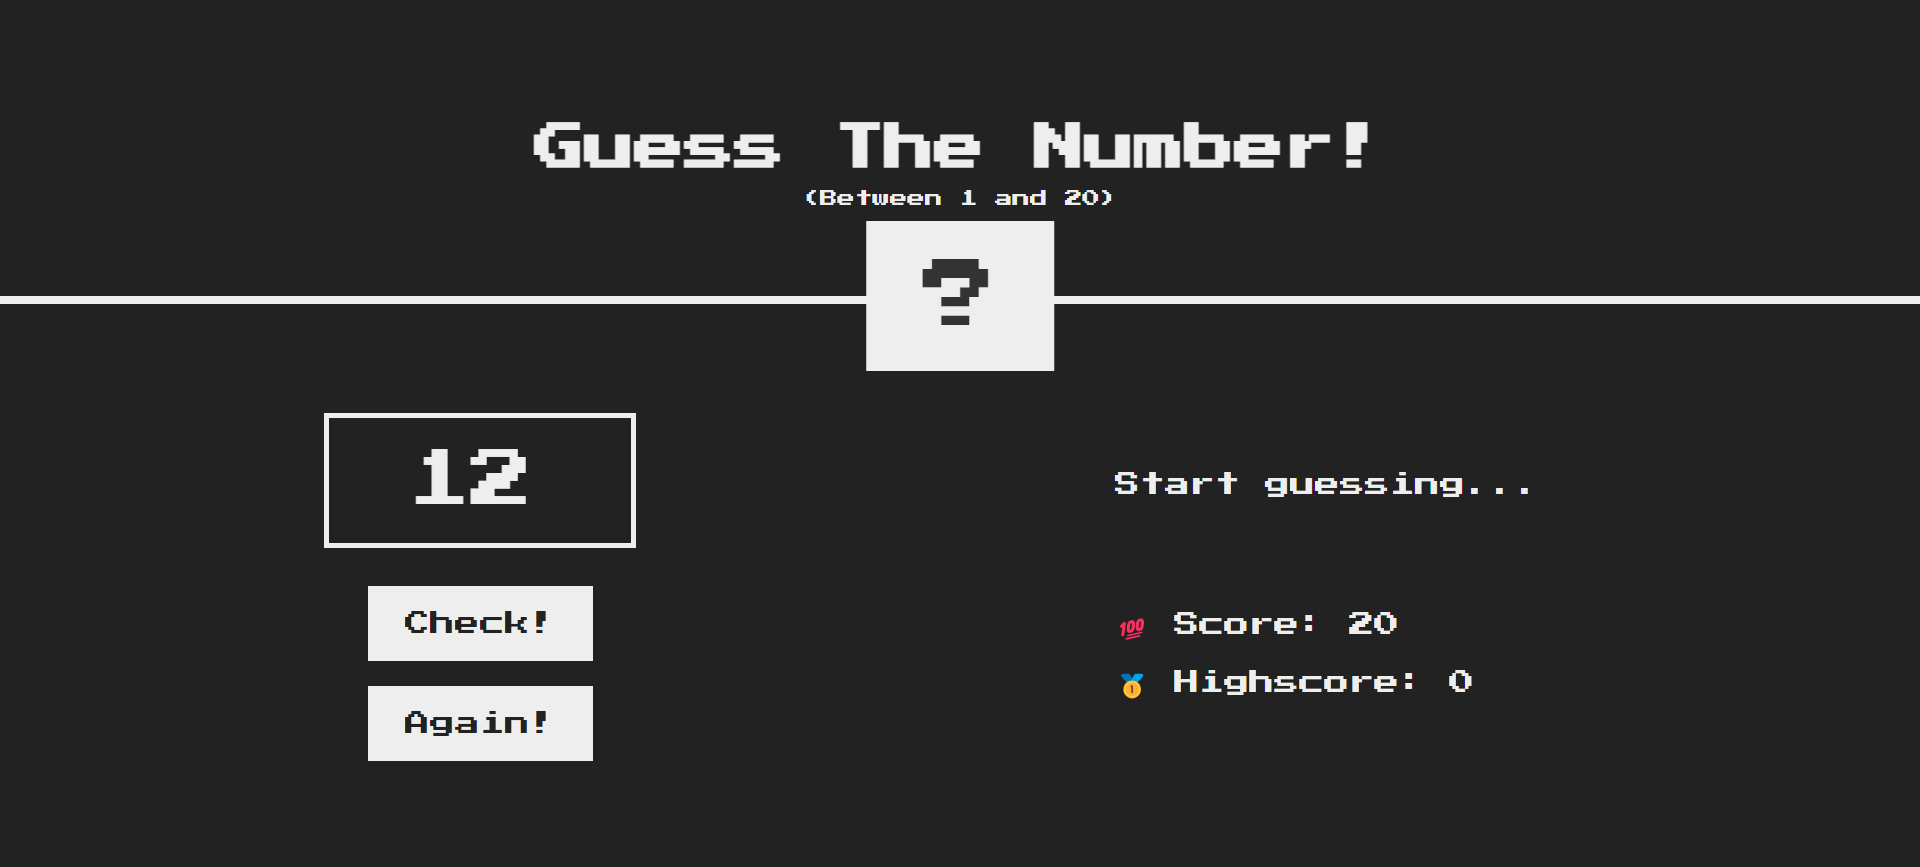 Guess The Number!
(Between 1 and 20)
?
12
Start guessing...
Check!
💯 Score: 20
🥇 Highscore: 0
Again!